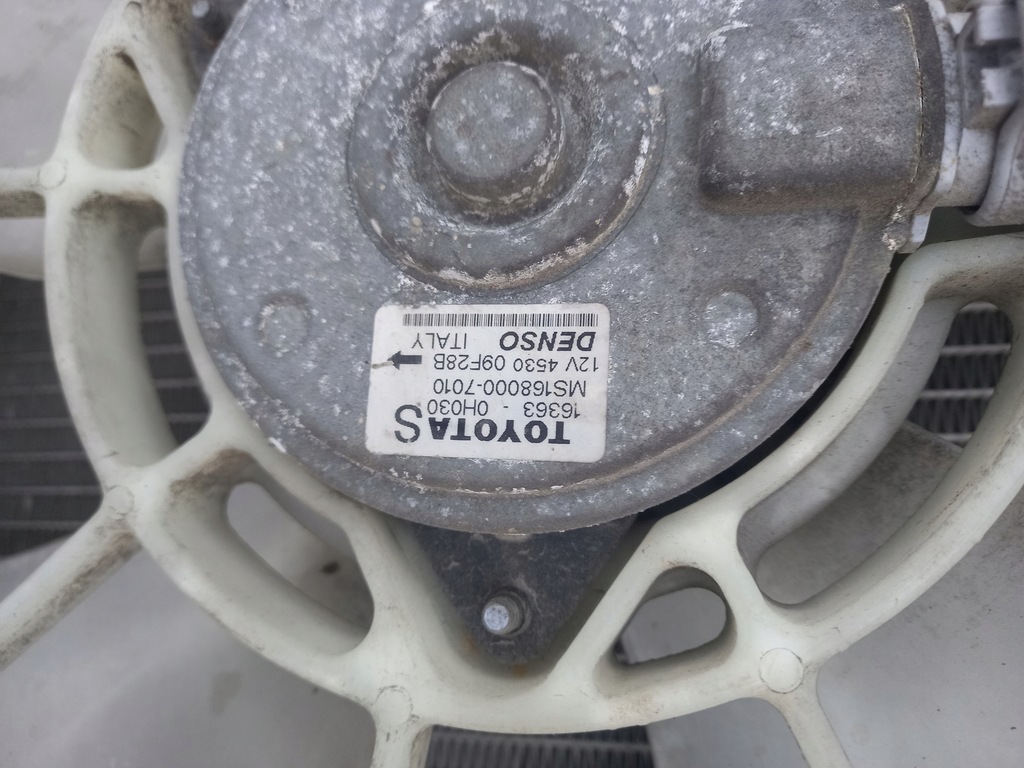 TOYOTA S
16363 - 0H030
MS168000-7010
12V 4530 09F28B
DENSO ITALY